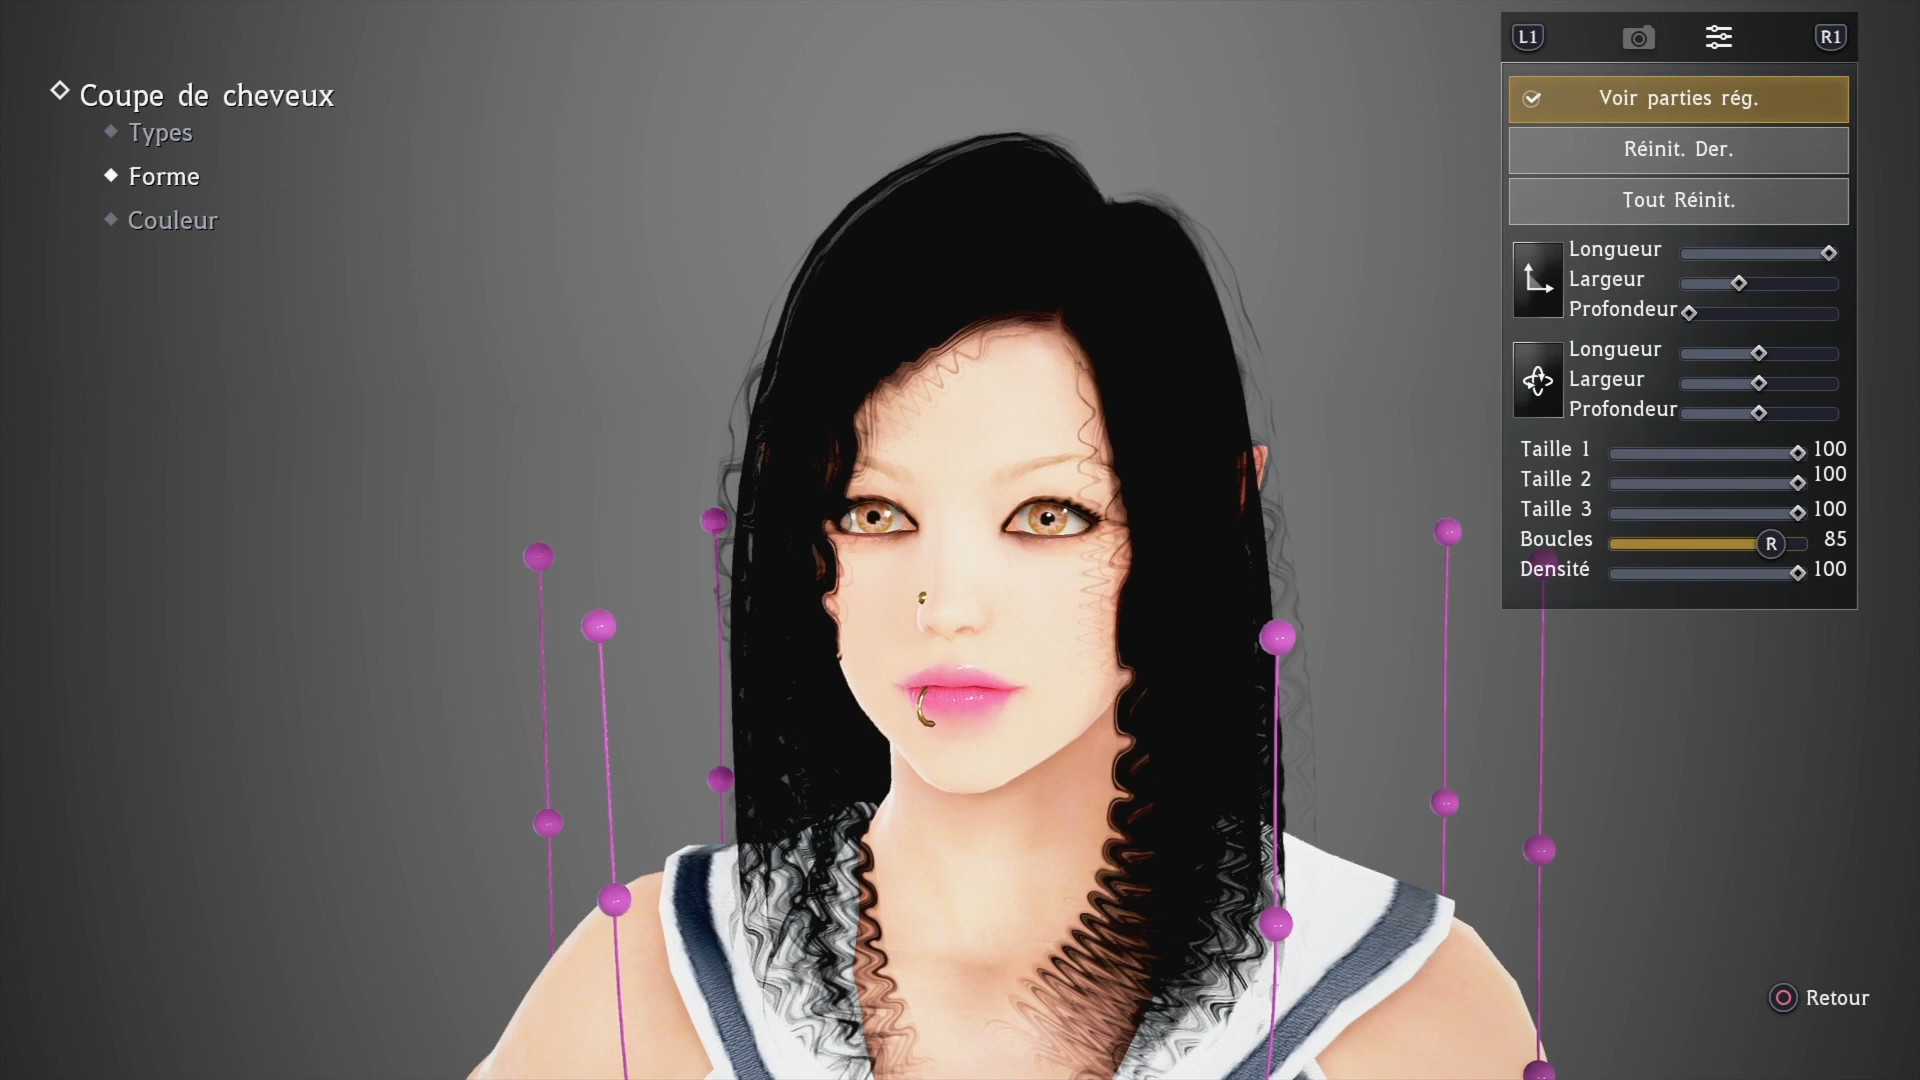 Coupe de cheveux
Types
Forme
Couleur
L1
R1
Voir parties rég.
Réinit. Der.
Tout Réinit.
Longueur
Largeur
Profondeur
Longueur
Largeur
Profondeur
Taille 1 100
Taille 2 100
Taille 3 100
Boucles R 85
Densité 100
Retour